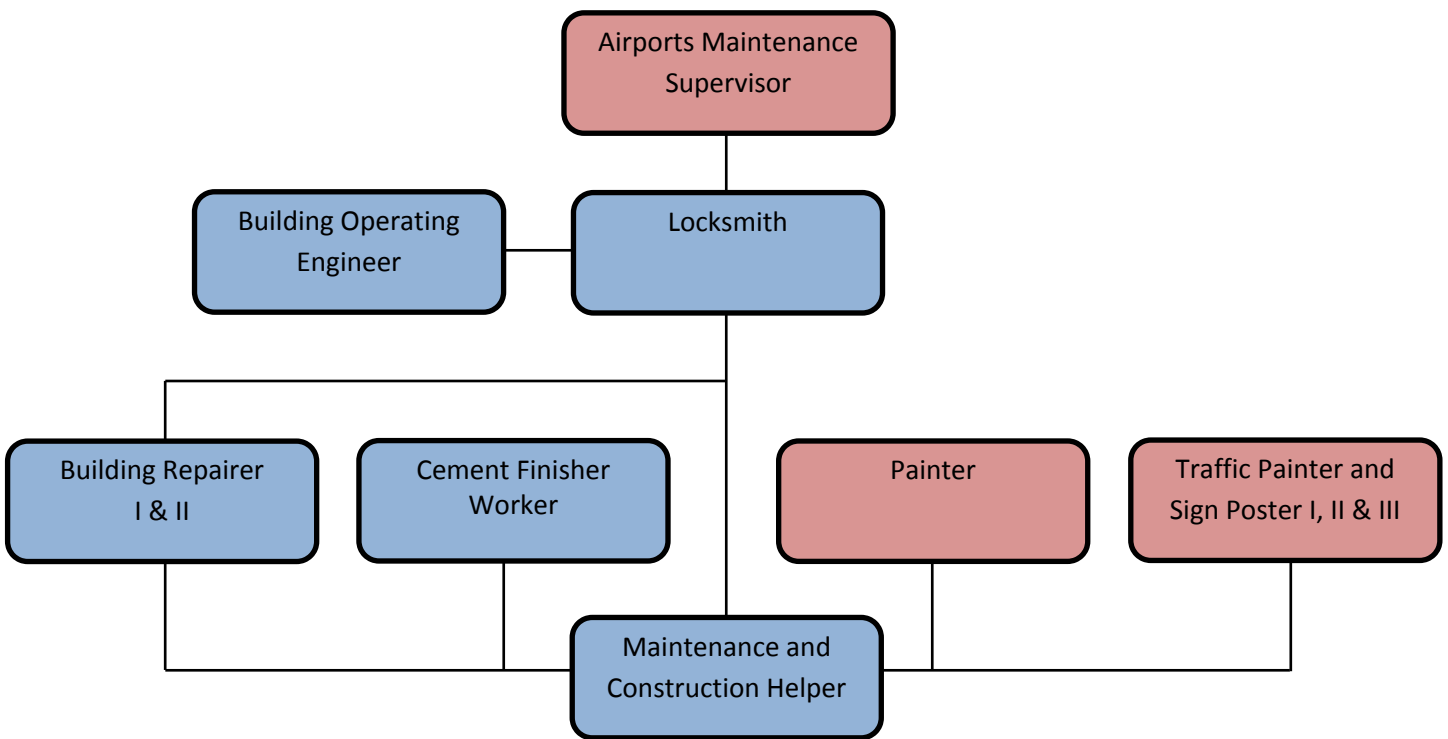 Airports Maintenance
Supervisor
Building Operating
Engineer
Locksmith
Building Repairer
I & II
Cement Finisher
Worker
Painter
Traffic Painter and
Sign Poster I, II & III
Maintenance and
Construction Helper